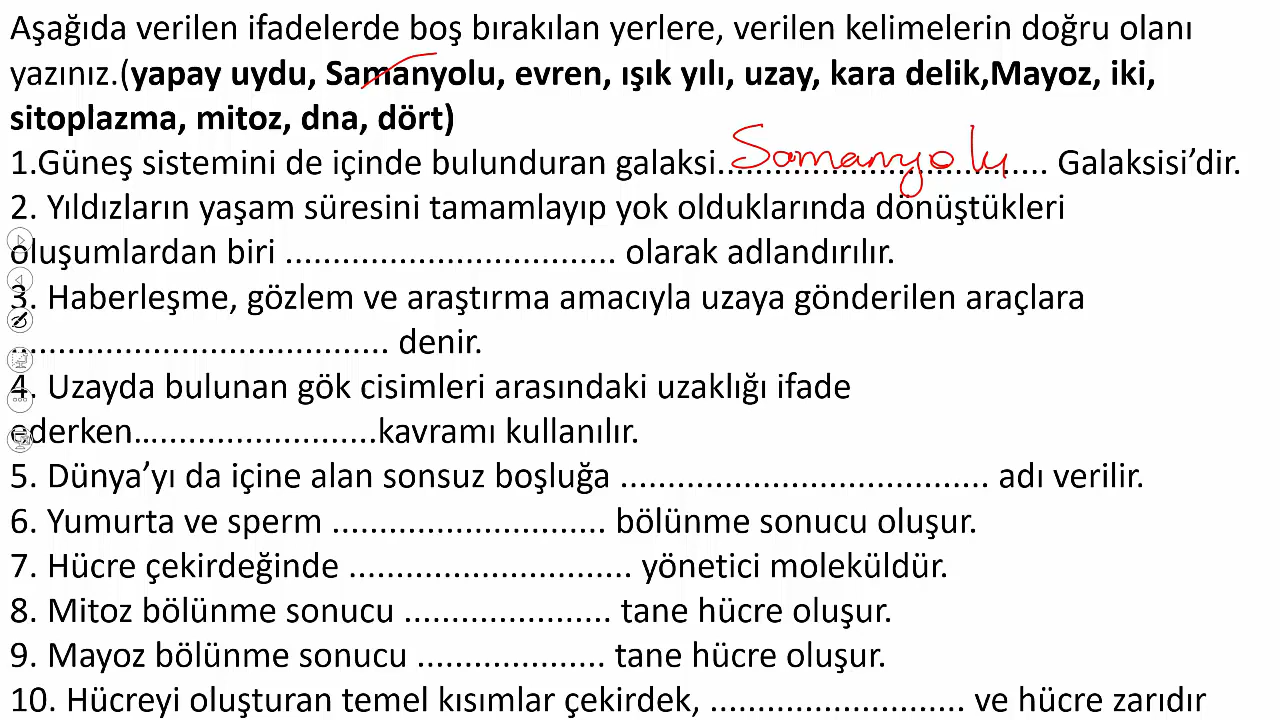 Aşağıda verilen ifadelerde boş bırakılan yerlere, verilen kelimelerin doğru olanı
yazınız.(yapay uydu, Samanyolu, evren, ışık yılı, uzay, kara delik,Mayoz, iki,
sitoplazma, mitoz, dna, dört)
1.Güneş sistemini de içinde bulunduran galaksi....Samanyolu.... Galaksisi’dir.
2. Yıldızların yaşam süresini tamamlayıp yok olduklarında dönüştükleri
oluşumlardan biri .................................. olarak adlandırılır.
3. Haberleşme, gözlem ve araştırma amacıyla uzaya gönderilen araçlara
....................................... denir.
4. Uzayda bulunan gök cisimleri arasındaki uzaklığı ifade
ederken…......................kavramı kullanılır.
5. Dünya’yı da içine alan sonsuz boşluğa ...................................... adı verilir.
6. Yumurta ve sperm ............................ bölünme sonucu oluşur.
7. Hücre çekirdeğinde ............................. yönetici moleküldür.
8. Mitoz bölünme sonucu ..................... tane hücre oluşur.
9. Mayoz bölünme sonucu ................... tane hücre oluşur.
10. Hücreyi oluşturan temel kısımlar çekirdek, .......................... ve hücre zarıdır